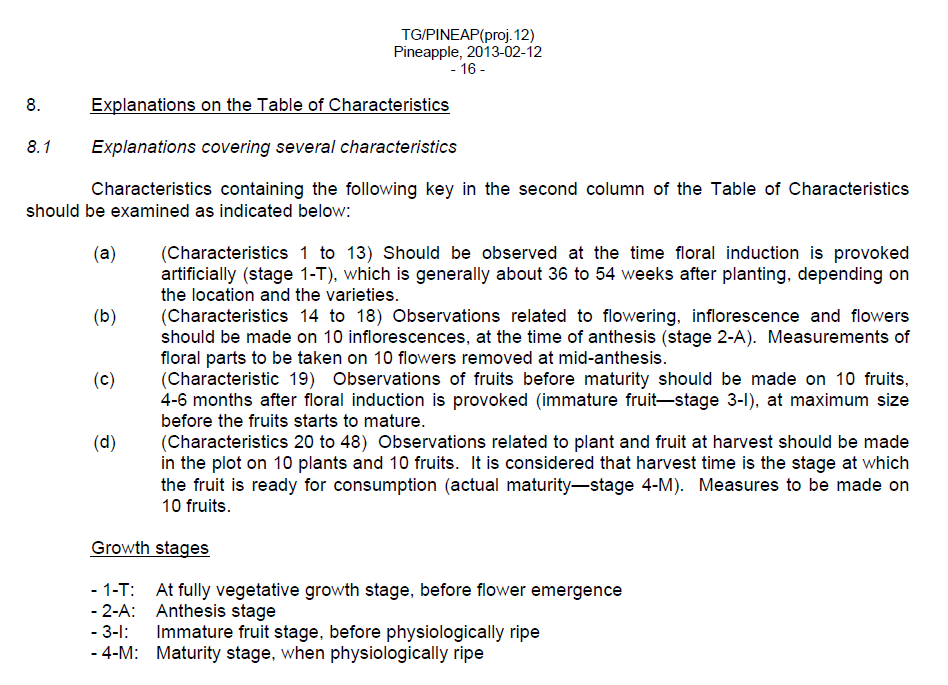 TG/PINEAP(proj.12)
Pineapple, 2013-02-12
- 16 -
8. Explanations on the Table of Characteristics
8.1 Explanations covering several characteristics
Characteristics containing the following key in the second column of the Table of Characteristics
should be examined as indicated below:
(a) (Characteristics 1 to 13) Should be observed at the time floral induction is provoked
artificially (stage 1-T), which is generally about 36 to 54 weeks after planting, depending on
the location and the varieties.
(b) (Characteristics 14 to 18) Observations related to flowering, inflorescence and flowers
should be made on 10 inflorescences, at the time of anthesis (stage 2-A). Measurements of
floral parts to be taken on 10 flowers removed at mid-anthesis.
(c) (Characteristic 19) Observations of fruits before maturity should be made on 10 fruits,
4-6 months after floral induction is provoked (immature fruit—stage 3-I), at maximum size
before the fruits starts to mature.
(d) (Characteristics 20 to 48) Observations related to plant and fruit at harvest should be made
in the plot on 10 plants and 10 fruits. It is considered that harvest time is the stage at which
the fruit is ready for consumption (actual maturity—stage 4-M). Measures to be made on
10 fruits.
Growth stages
- 1-T: At fully vegetative growth stage, before flower emergence
- 2-A: Anthesis stage
- 3-I: Immature fruit stage, before physiologically ripe
- 4-M: Maturity stage, when physiologically ripe